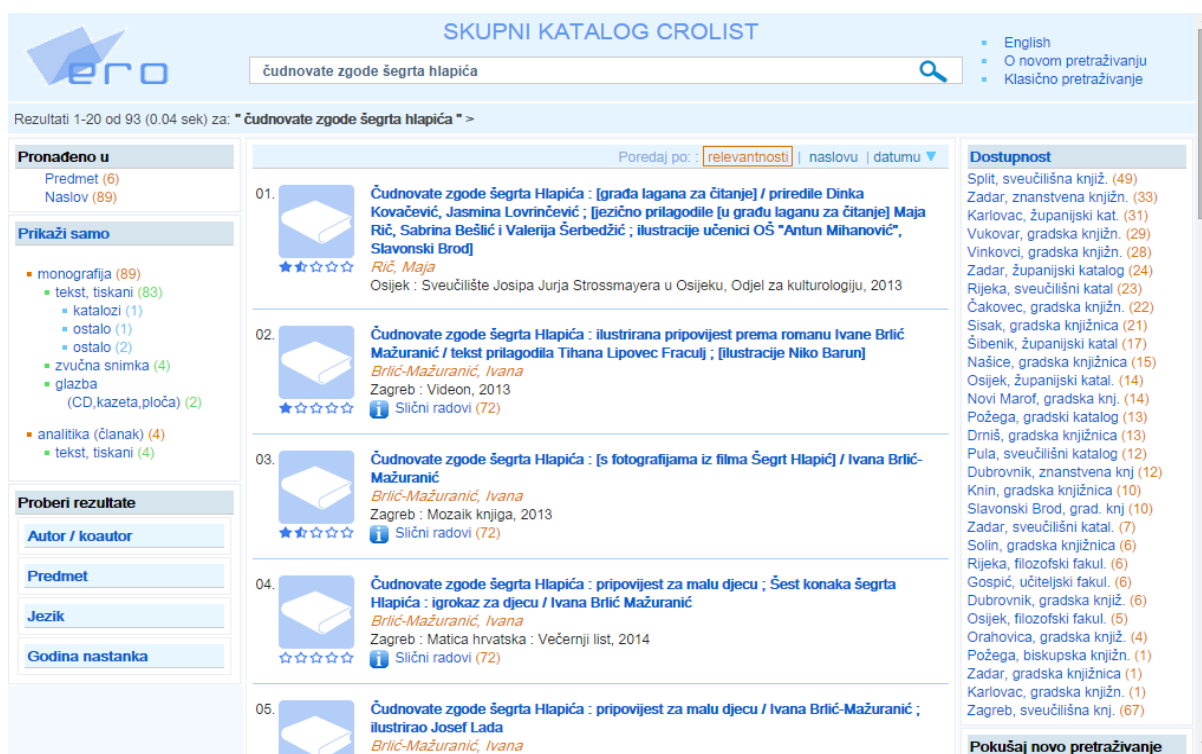 ero
SKUPNI KATALOG CROLIST
čudnovate zgode šegrta hlapića
English
O novom pretraživanju
Klasično pretraživanje
Rezultati 1-20 od 93 (0.04 sek) za: " čudnovate zgode šegrta hlapića " >
Pronađeno u
Predmet (6)
Naslov (89)
Prikaži samo
monografija (89)
tekst, tiskani (83)
katalozi (1)
ostalo (1)
ostalo (2)
zvučna snimka (4)
glazba
(CD,kazeta,ploča) (2)
analitika (članak) (4)
tekst, tiskani (4)
Proberi rezultate
Autor / koautor
Predmet
Jezik
Godina nastanka
Poredaj po: : relevantnosti | naslovu | datumu
01.
Čudnovate zgode šegrta Hlapića : [građa lagana za čitanje] / priredile Dinka
Kovačević, Jasmina Lovrinčević ; [jezično prilagodile [u građu laganu za čitanje] Maja
Rič, Sabrina Bešlić i Valerija Šerbedžić ; ilustracije učenici OŠ "Antun Mihanović",
Slavonski Brod]
Rič, Maja
Osijek : Sveučilište Josipa Jurja Strossmayera u Osijeku, Odjel za kulturologiju, 2013
02.
Čudnovate zgode šegrta Hlapića : ilustrirana pripovijest prema romanu Ivane Brlić
Mažuranić / tekst prilagodila Tihana Lipovec Fraculj ; [ilustracije Niko Barun]
Brlić-Mažuranić, Ivana
Zagreb : Videon, 2013
i Slični radovi (72)
03.
Čudnovate zgode šegrta Hlapića : [s fotografijama iz filma Šegrt Hlapić] / Ivana Brlić-
Mažuranić
Brlić-Mažuranić, Ivana
Zagreb : Mozaik knjiga, 2013
i Slični radovi (72)
04.
Čudnovate zgode šegrta Hlapića : pripovijest za malu djecu ; Šest konaka šegrta
Hlapića : igrokaz za djecu / Ivana Brlić Mažuranić
Brlić-Mažuranić, Ivana
Zagreb : Matica hrvatska : Večernji list, 2014
i Slični radovi (72)
05.
Čudnovate zgode šegrta Hlapića : pripovijest za malu djecu / Ivana Brlić-Mažuranić ;
ilustrirao Josef Lada
Brlić-Mažuranić, Ivana
Dostupnost
Split, sveučilišna knjiž. (49)
Zadar, znanstvena knjižn. (33)
Karlovac, županijski kat. (31)
Vukovar, gradska knjižn. (29)
Vinkovci, gradska knjižn. (28)
Zadar, županijski katalog (24)
Rijeka, sveučilišni katal (23)
Čakovec, gradska knjižn. (22)
Sisak, gradska knjižnica (21)
Šibenik, županijski katal (17)
Našice, gradska knjižnica (15)
Osijek, županijski katal. (14)
Novi Marof, gradska knj. (14)
Požega, gradski katalog (13)
Drniš, gradska knjižnica (13)
Pula, sveučilišni katalog (12)
Dubrovnik, znanstvena knj (12)
Knin, gradska knjižnica (10)
Slavonski Brod, grad. knj (10)
Zadar, sveučilišni katal. (7)
Solin, gradska knjižnica (6)
Rijeka, filozofski fakul. (6)
Gospić, učiteljski fakul. (6)
Dubrovnik, gradska knjiž. (6)
Osijek, filozofski fakul. (5)
Orahovica, gradska knjiž. (4)
Požega, biskupska knjižn. (1)
Zadar, gradska knjižnica (1)
Karlovac, gradska knjižn. (1)
Zagreb, sveučilišna knj. (67)
Pokušaj novo pretraživanje